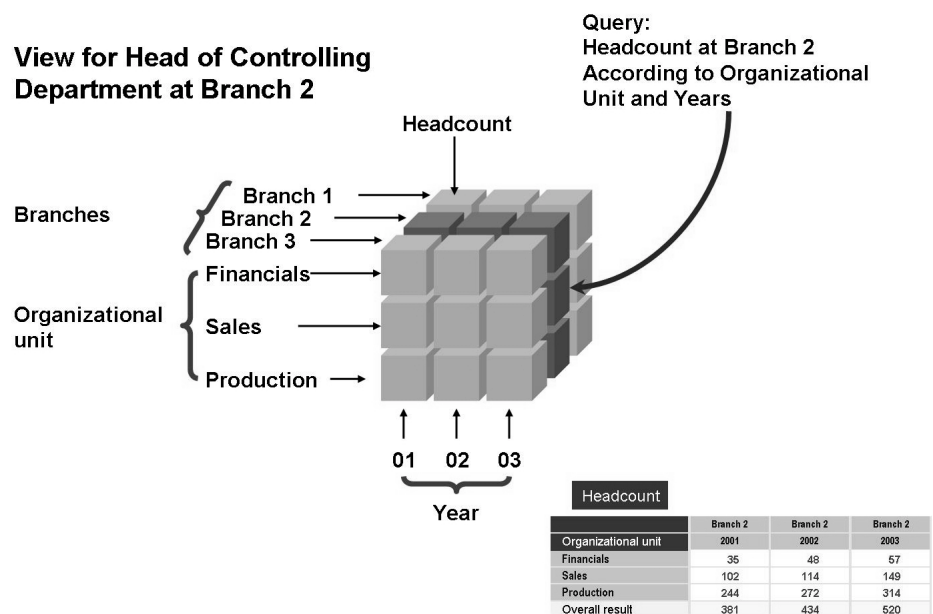 View for Head of Controlling
Department at Branch 2
Query:
Headcount at Branch 2
According to Organizational
Unit and Years
Headcount
Branches
Branch 1
Branch 2
Branch 3
Organizational
unit
Financials
Sales
Production
01 02 03
Year
Headcount
Branch 2 Branch 2 Branch 2
Organizational unit 2001 2002 2003
Financials 35 48 57
Sales 102 114 149
Production 244 272 314
Overall result 381 434 520